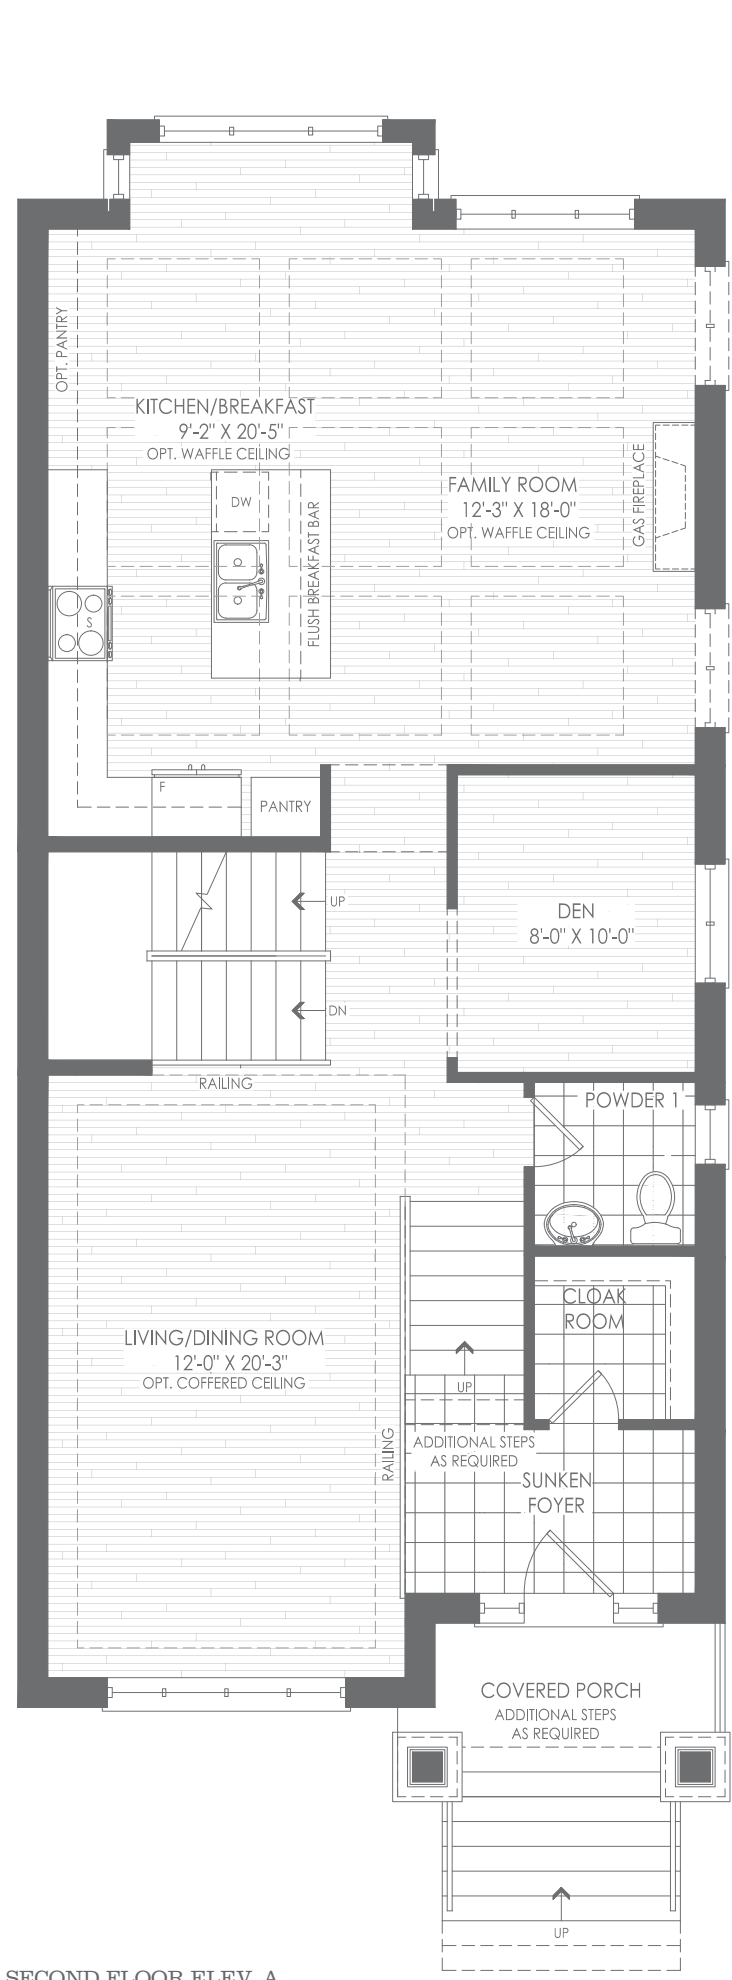 OPT. PANTRY
KITCHEN/BREAKFAST
9'-2" X 20'-5"
OPT. WAFFLE CEILING
DW
FLUSH BREAKFAST BAR
S
FAMILY ROOM
12'-3" X 18'-0"
OPT. WAFFLE CEILING
GAS FIREPLACE
F
PANTRY
UP
DN
DEN
8'-0" X 10'-0"
RAILING
POWDER 1
CLOAK
ROOM
LIVING/DINING ROOM
12'-0" X 20'-3"
OPT. COFFERED CEILING
UP
RAILING
ADDITIONAL STEPS
AS REQUIRED
SUNKEN
FOYER
COVERED PORCH
ADDITIONAL STEPS
AS REQUIRED
UP
SECOND FLOOR ELEV. A